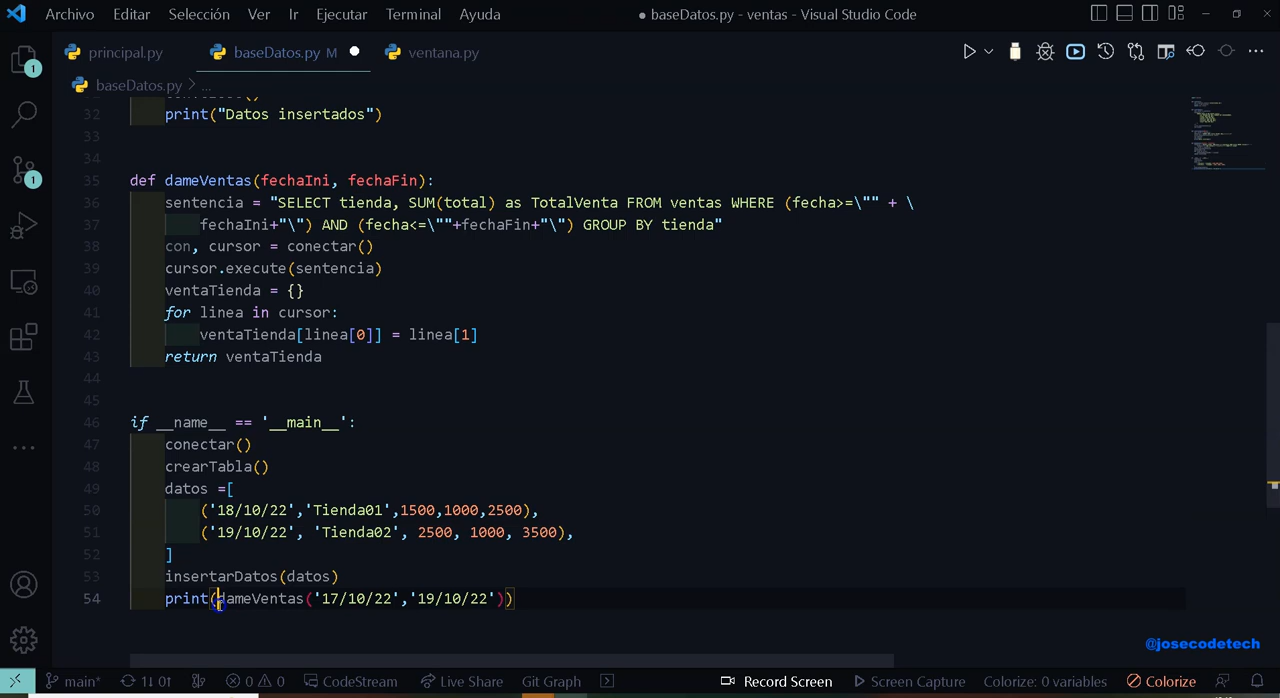 Archivo Editar Selección Ver Ir Ejecutar Terminal Ayuda ● baseDatos.py - ventas - Visual Studio Code
principal.py baseDatos.py M ventana.py
baseDatos.py > ...
32 print("Datos insertados")
33
34
35 def dameVentas(fechaIni, fechaFin):
36 sentencia = "SELECT tienda, SUM(total) as TotalVenta FROM ventas WHERE (fecha>=\"" + \
37 fechaIni+"\") AND (fecha<=\""+fechaFin+"\") GROUP BY tienda"
38 con, cursor = conectar()
39 cursor.execute(sentencia)
40 ventaTienda = {}
41 for linea in cursor:
42 ventaTienda[linea[0]] = linea[1]
43 return ventaTienda
44
45
46 if __name__ == '__main__':
47 conectar()
48 crearTabla()
49 datos =[
50 ('18/10/22','Tienda01',1500,1000,2500),
51 ('19/10/22', 'Tienda02', 2500, 1000, 3500),
52 ]
53 insertarDatos(datos)
54 print(dameVentas('17/10/22','19/10/22'))
1
1
@josecodetech
main* 1↓ 0↑ 0 0 CodeStream Live Share Git Graph Record Screen Screen Capture Colorize: 0 variables Colorize